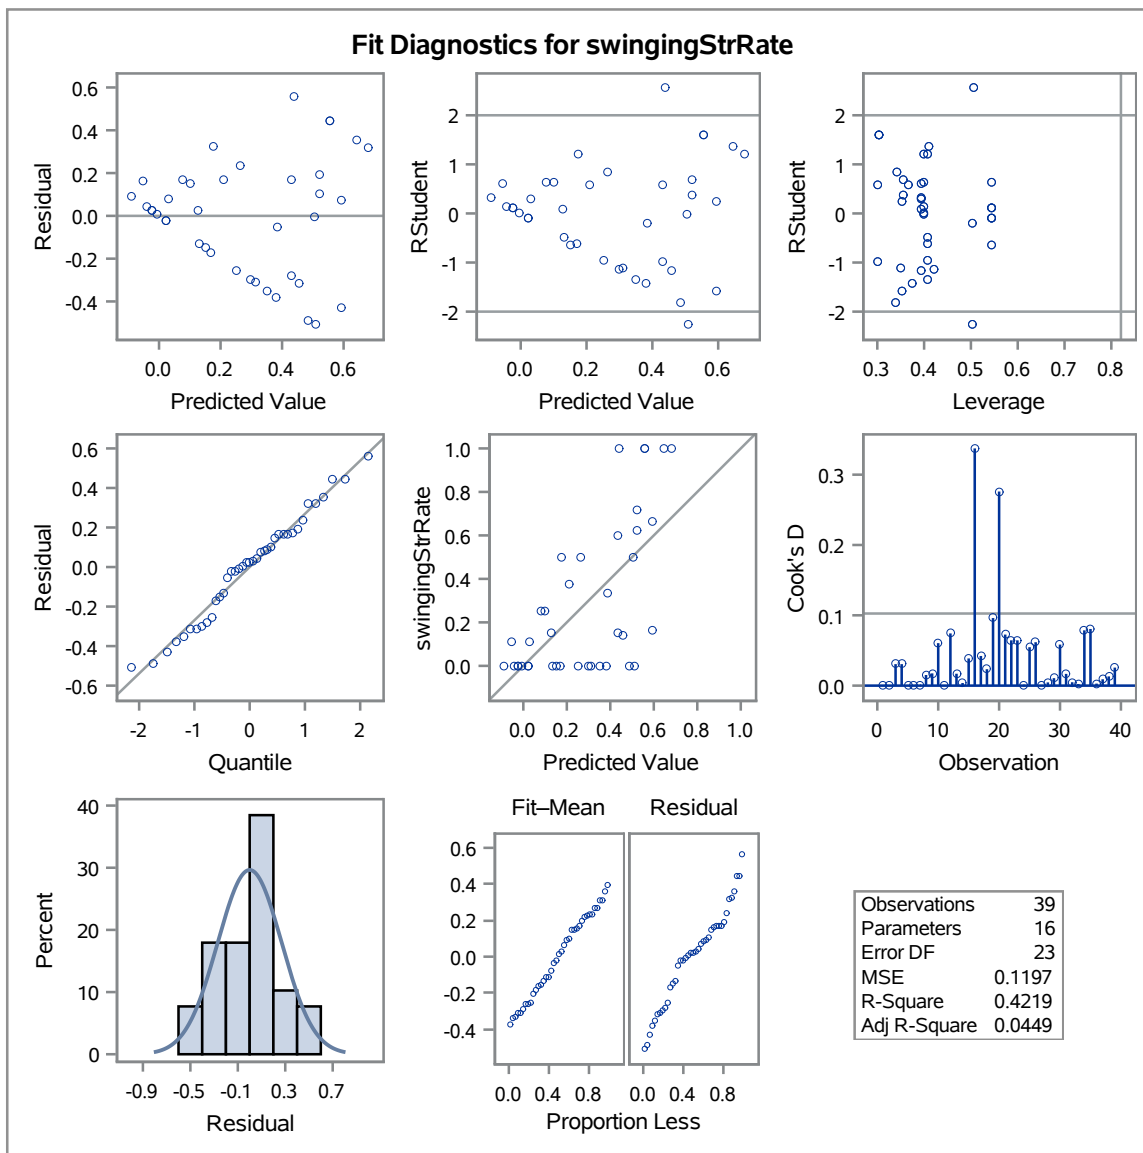 Fit Diagnostics for swingingStrRate
0.6
0.4
0.2
0.0
-0.2
-0.4
Residual
0.0 0.2 0.4 0.6
Predicted Value
2
1
0
-1
-2
RStudent
0.0 0.2 0.4 0.6
Predicted Value
2
1
0
-1
-2
RStudent
0.3 0.4 0.5 0.6 0.7 0.8
Leverage
0.6
0.4
0.2
0.0
-0.2
-0.4
-0.6
Residual
-2 -1 0 1 2
Quantile
1.0
0.8
0.6
0.4
0.2
0.0
swingingStrRate
0.0 0.2 0.4 0.6 0.8 1.0
Predicted Value
0.3
0.2
0.1
0.0
Cook's D
0 10 20 30 40
Observation
40
30
20
10
0
Percent
-0.9 -0.5 -0.1 0.3 0.7
Residual
Fit–Mean Residual
0.6
0.4
0.2
0.0
-0.2
-0.4
0.0 0.4 0.8 0.0 0.4 0.8
Proportion Less
Observations 39
Parameters 16
Error DF 23
MSE 0.1197
R-Square 0.4219
Adj R-Square 0.0449